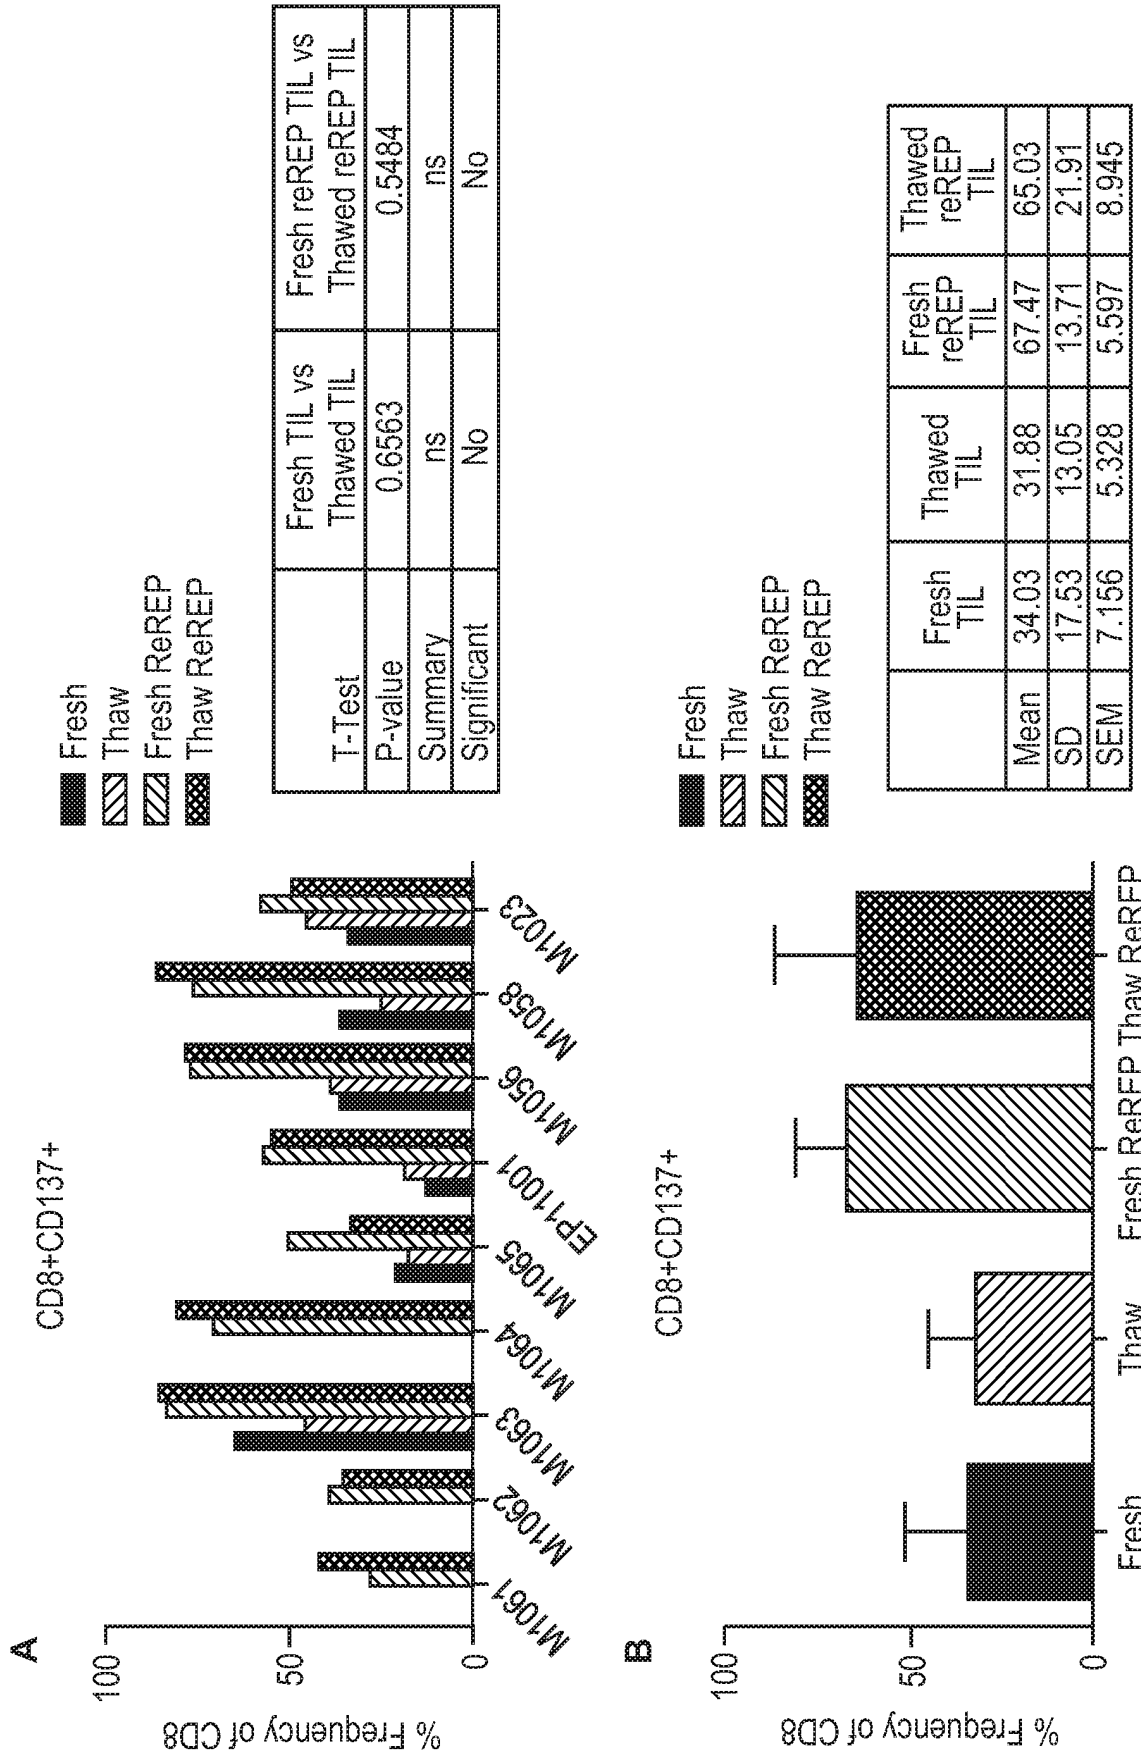 A
CD8+CD137+
% Frequency of CD8
100
50
0
M1061
M1062
M1063
M1064
M1065
EP11001
M1056
M1058
M1023
Fresh
Thaw
Fresh ReREP
Thaw ReREP
T-Test
Fresh TIL vs
Thawed TIL
Fresh reREP TIL vs
Thawed reREP TIL
P-value 0.6563 0.5484
Summary ns ns
Significant No No
B
CD8+CD137+
% Frequency of CD8
100
50
0
Fresh Thaw Fresh ReREP Thaw ReREP
Fresh
Thaw
Fresh ReREP
Thaw ReREP
Fresh
TIL
Thawed
TIL
Fresh
reREP
TIL
Thawed
reREP
TIL
Mean 34.03 31.88 67.47 65.03
SD 17.53 13.05 13.71 21.91
SEM 7.156 5.328 5.597 8.945